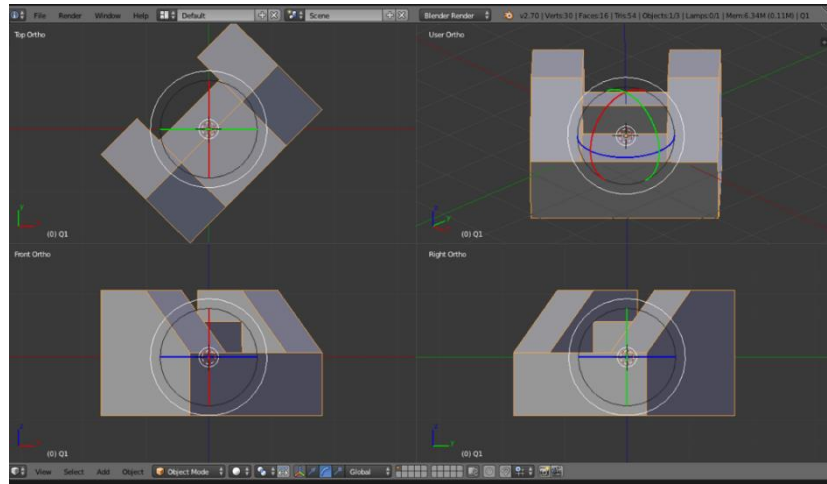 File Render Window Help Default Scene Blender Render v2.70 | Verts:30 | Faces:16 | Tris:54 | Objects:1/3 | Lamps:0/1 | Mem:6.34M (0.11M) | Q1
Top Ortho User Ortho
(0) Q1 (0) Q1
Front Ortho Right Ortho
(0) Q1 (0) Q1
View Select Add Object Object Mode Global